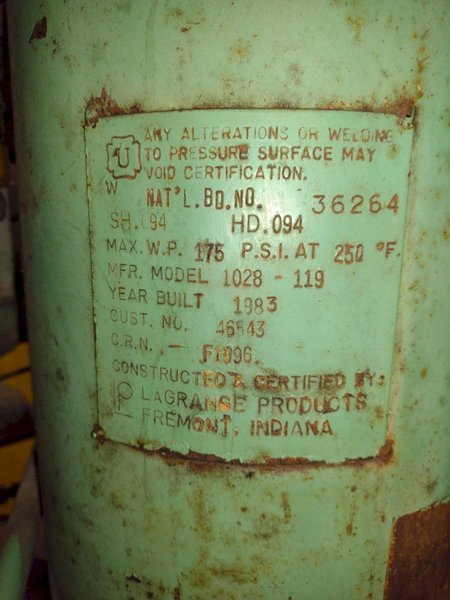 ANY ALTERATIONS OR WELDING
U TO PRESSURE SURFACE MAY
VOID CERTIFICATION.
W
NAT'L. BD. NO. 36264
SH. 94 HD. 094
MAX. W.P. 175 P.S.I. AT 250 °F.
MFR. MODEL 1028 - 119
YEAR BUILT 1983
CUST. NO. 46543
C.R.N. - F1096.
CONSTRUCTED & CERTIFIED BY:
LP LAGRANGE PRODUCTS
FREMONT, INDIANA